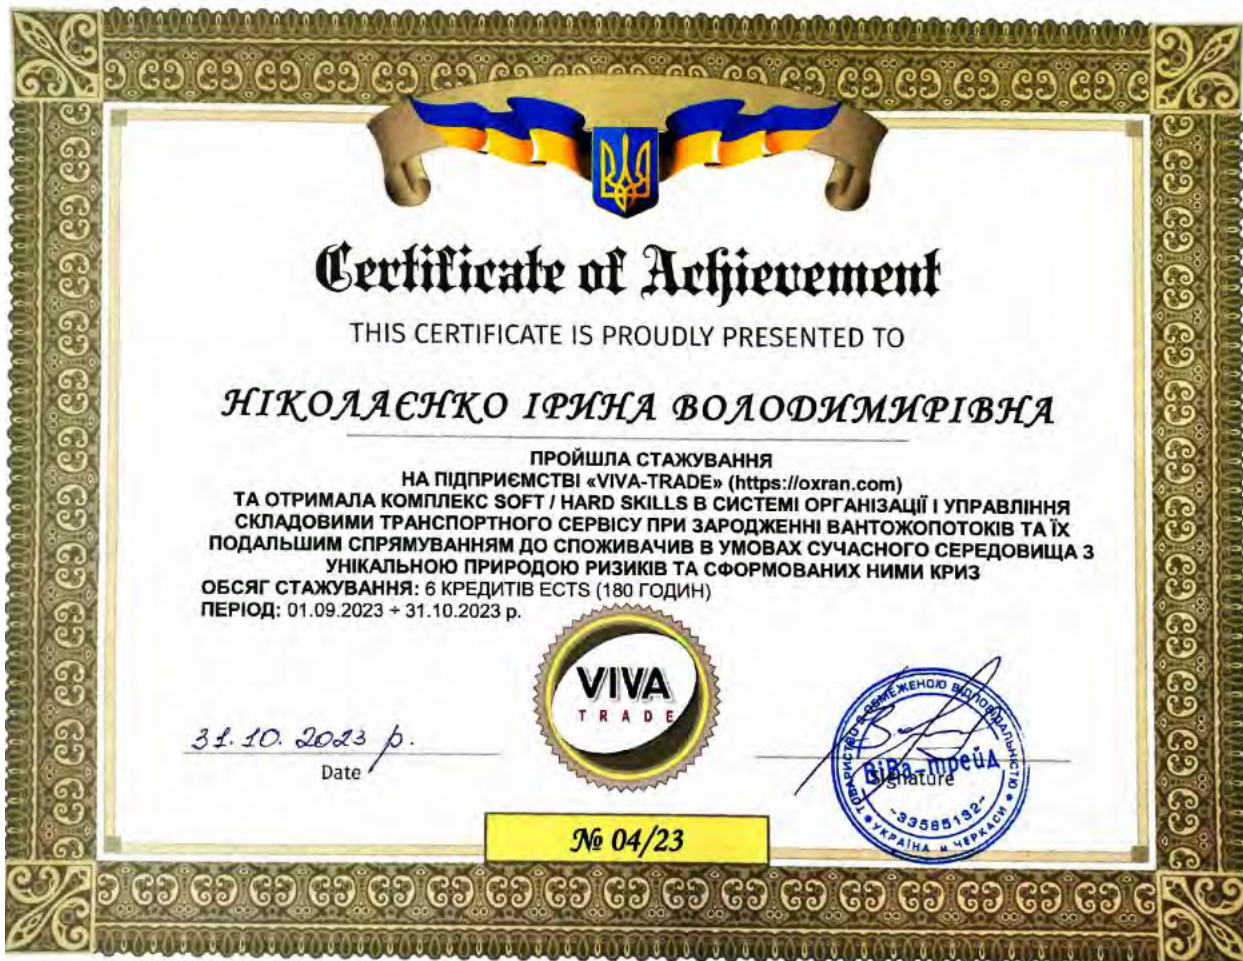 Certificate of Achievement
THIS CERTIFICATE IS PROUDLY PRESENTED TO
НІКОЛАЄНКО ІРИНА ВОЛОДИМИРІВНА
ПРОЙШЛА СТАЖУВАННЯ
НА ПІДПРИЄМСТВІ «VIVA-TRADE» (https://oxran.com)
ТА ОТРИМАЛА КОМПЛЕКС SOFT / HARD SKILLS В СИСТЕМІ ОРГАНІЗАЦІЇ І УПРАВЛІННЯ
СКЛАДОВИМИ ТРАНСПОРТНОГО СЕРВІСУ ПРИ ЗАРОДЖЕННІ ВАНТОЖОПОТОКІВ ТА ЇХ
ПОДАЛЬШИМ СПРЯМУВАННЯМ ДО СПОЖИВАЧИВ В УМОВАХ СУЧАСНОГО СЕРЕДОВИЩА З
УНІКАЛЬНОЮ ПРИРОДОЮ РИЗИКІВ ТА СФОРМОВАНИХ НИМИ КРИЗ
ОБСЯГ СТАЖУВАННЯ: 6 КРЕДИТІВ ECTS (180 ГОДИН)
ПЕРІОД: 01.09.2023 ÷ 31.10.2023 р.
VIVA
TRADE
31.10.2023 р.
Date
Signature
ТОВАРИСТВО З ОБМЕЖЕНОЮ ВІДПОВІДАЛЬНІСТЮ
ВіВа-трейд
~33585132~
УКРАЇНА м ЧЕРКАСИ
№ 04/23